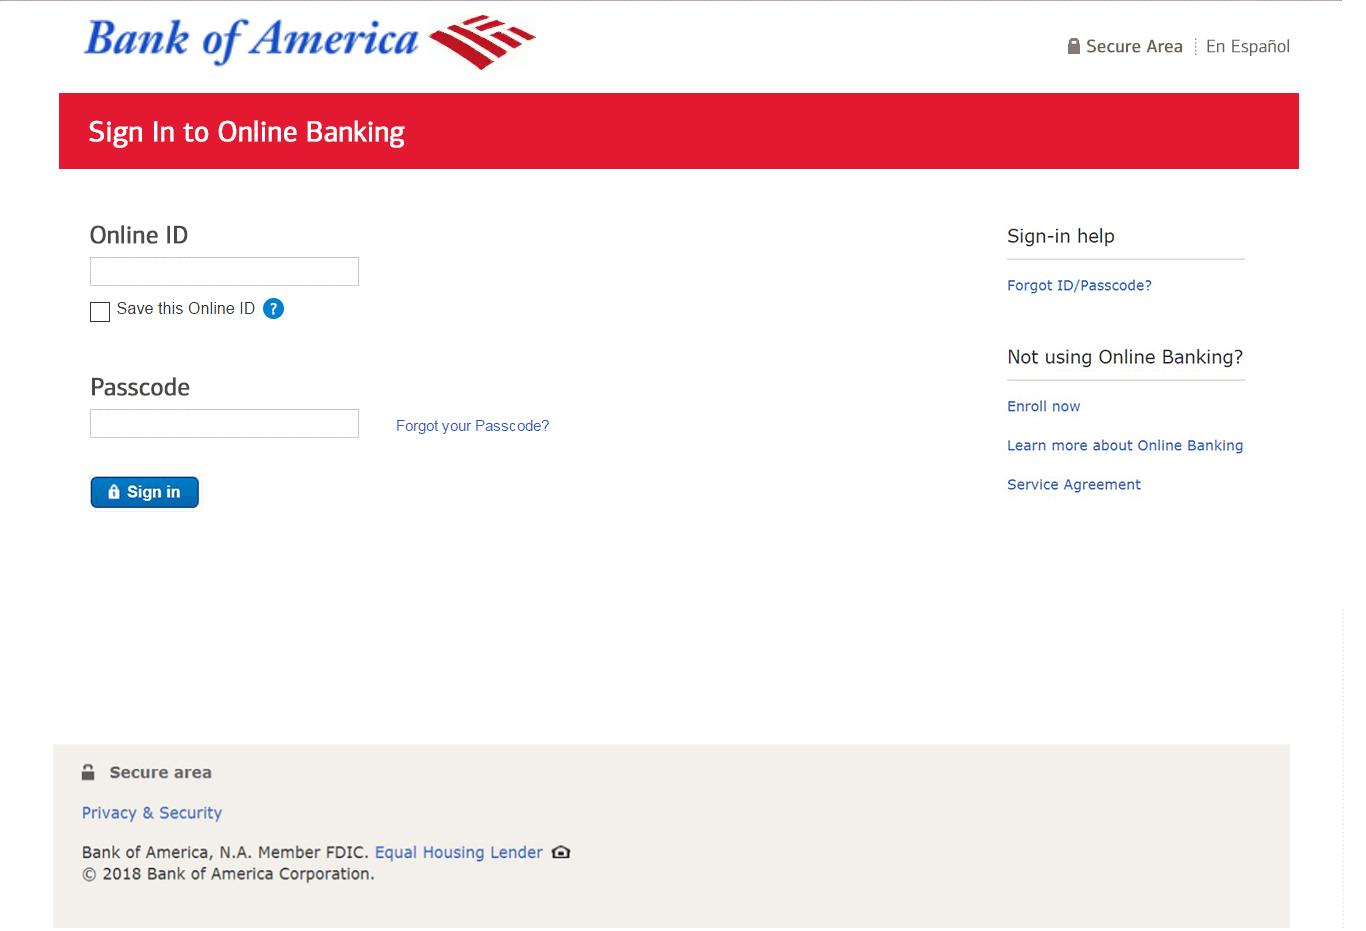 Bank of America
Secure Area
En Español
Sign In to Online Banking
Online ID
Save this Online ID ?
Passcode
Forgot your Passcode?
Sign in
Sign-in help
Forgot ID/Passcode?
Not using Online Banking?
Enroll now
Learn more about Online Banking
Service Agreement
Secure area
Privacy & Security
Bank of America, N.A. Member FDIC. Equal Housing Lender
© 2018 Bank of America Corporation.